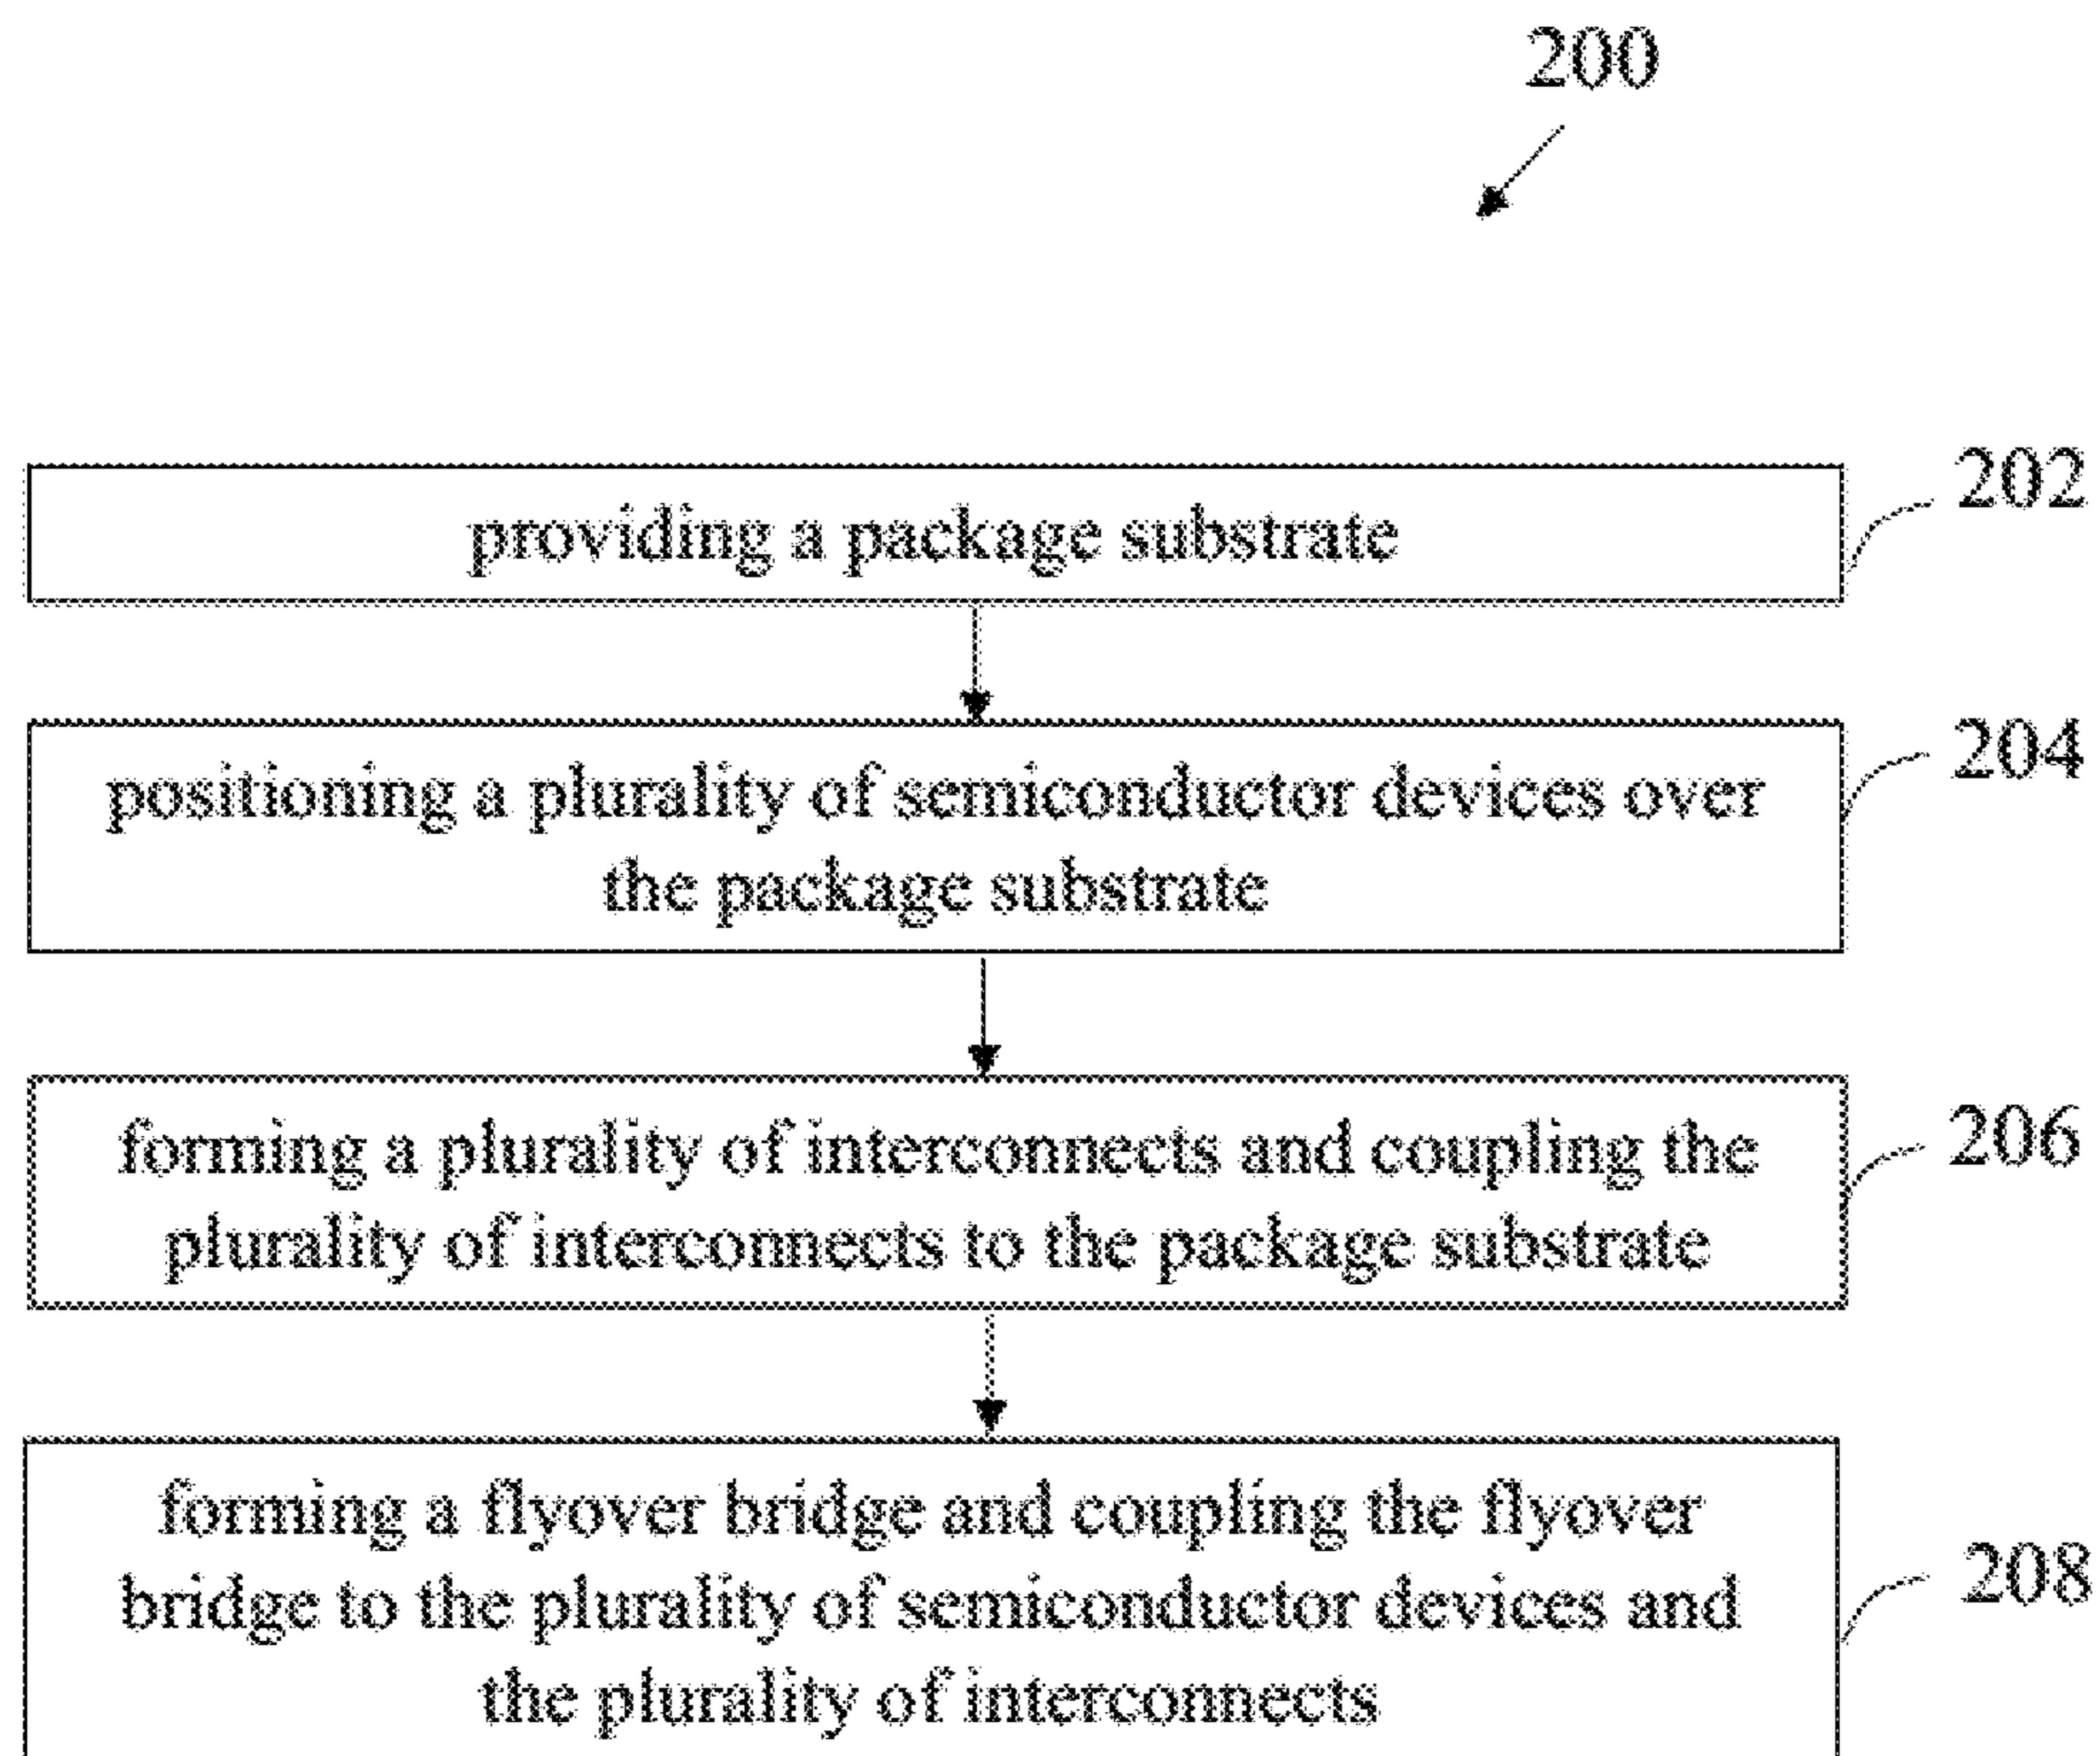 200
providing a package substrate
202
positioning a plurality of semiconductor devices over
the package substrate
204
forming a plurality of interconnects and coupling the
plurality of interconnects to the package substrate
206
forming a flyover bridge and coupling the flyover
bridge to the plurality of semiconductor devices and
the plurality of interconnects
208